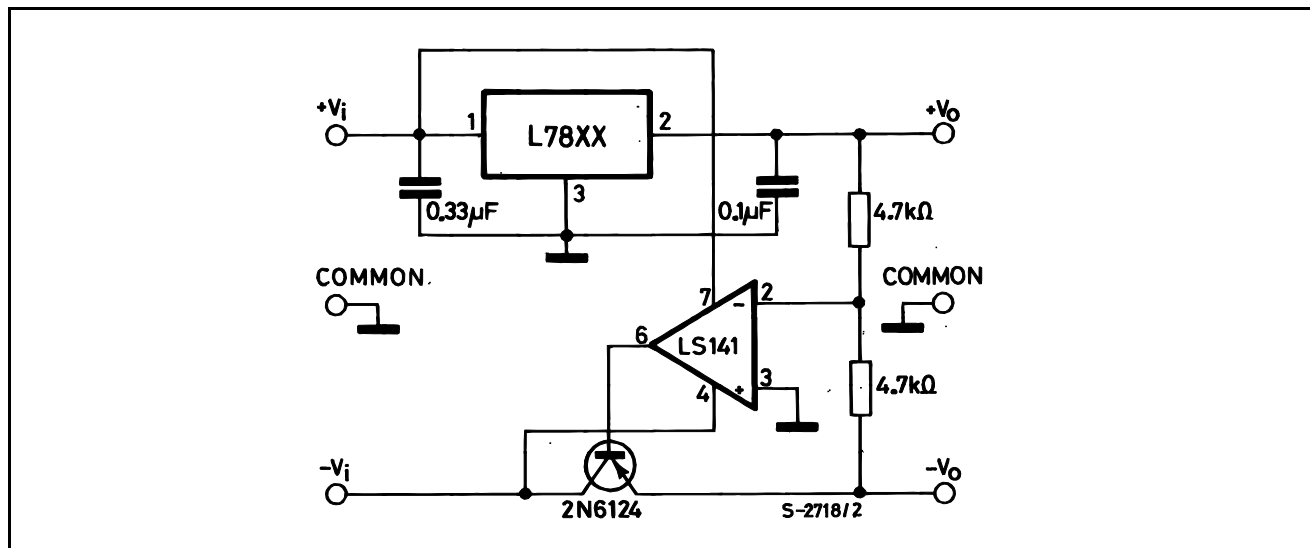 +Vi
1
L78XX
2
+Vo
3
0.33µF
0.1µF
4.7kΩ
COMMON
COMMON
7
2
-
6
LS141
3
+
4
4.7kΩ
-Vi
-Vo
2N6124
S-2718/2